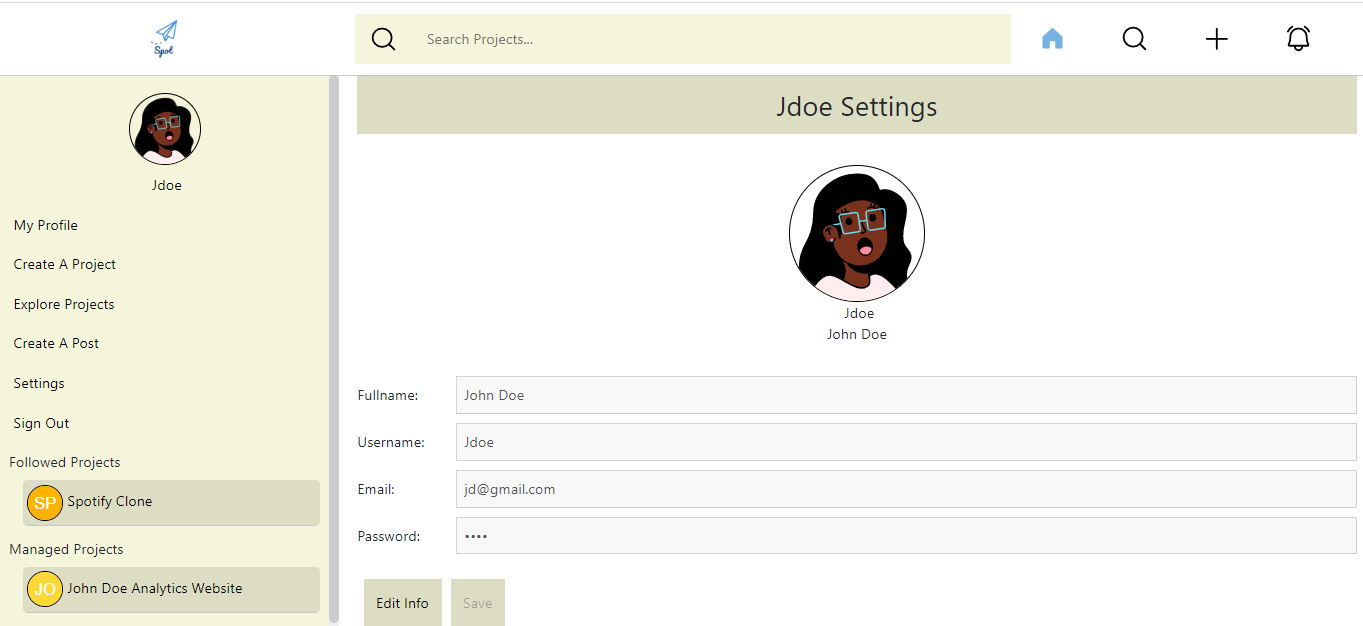 Spot
Search Projects...
Jdoe
My Profile
Create A Project
Explore Projects
Create A Post
Settings
Sign Out
Followed Projects
SP Spotify Clone
Managed Projects
JO John Doe Analytics Website
Jdoe Settings
Jdoe
John Doe
Fullname: John Doe
Username: Jdoe
Email: jd@gmail.com
Password: ••••
Edit Info Save